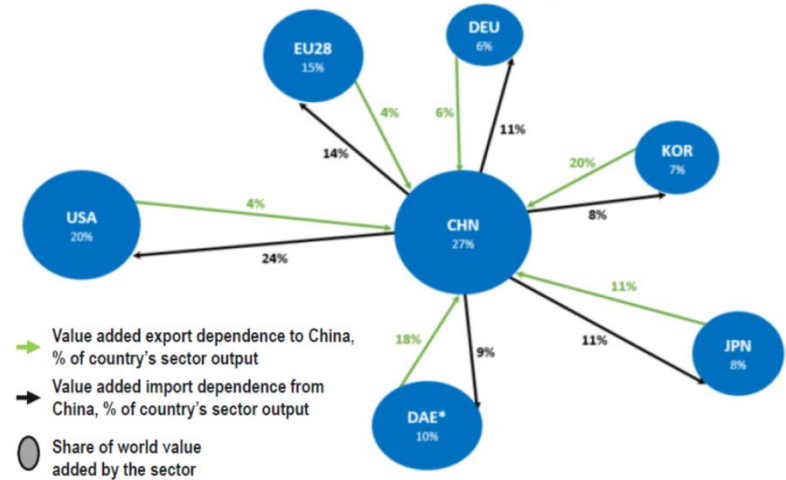 DEU
6%
EU28
15%
4%
6%
11%
14%
KOR
7%
20%
8%
USA
20%
4%
24%
CHN
27%
11%
11%
JPN
8%
18%
9%
DAE*
10%
Value added export dependence to China,
% of country's sector output
Value added import dependence from
China, % of country's sector output
Share of world value
added by the sector